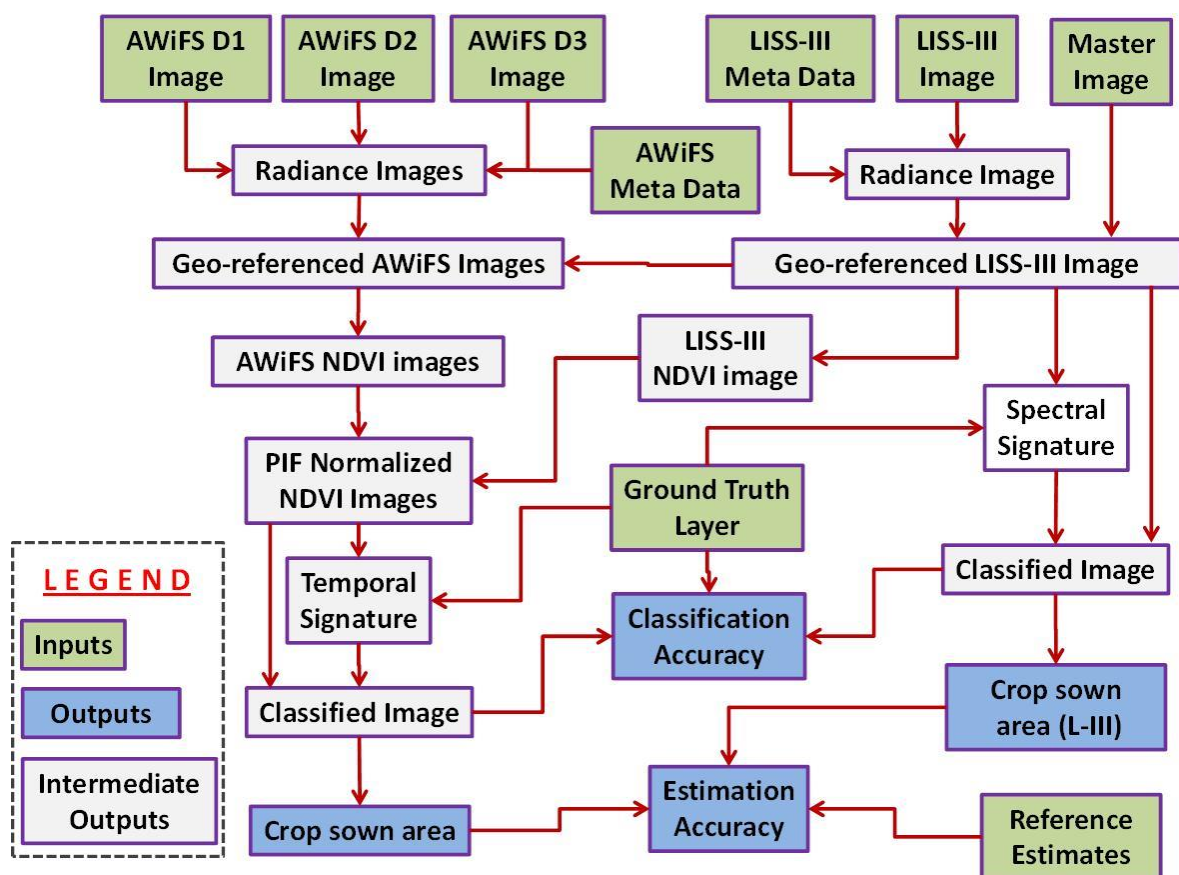 AWiFS D1
Image
AWiFS D2
Image
AWiFS D3
Image
LISS-III
Meta Data
LISS-III
Image
Master
Image
Radiance Images
AWiFS
Meta Data
Radiance Image
Geo-referenced AWiFS Images
Geo-referenced LISS-III Image
AWiFS NDVI images
LISS-III
NDVI image
Spectral
Signature
PIF Normalized
NDVI Images
Ground Truth
Layer
Temporal
Signature
Classified Image
Classification
Accuracy
Classified Image
Crop sown
area (L-III)
Crop sown area
Estimation
Accuracy
Reference
Estimates
L E G E N D
Inputs
Outputs
Intermediate
Outputs